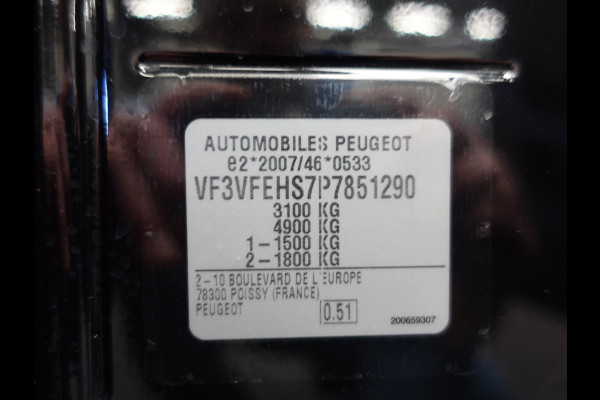 AUTOMOBILES PEUGEOT
e2*2007/46*0533
VF3VFEHS7P7851290
3100 KG
4900 KG
1-1500 KG
2-1800 KG
2-10 BOULEVARD DE L'EUROPE
78300 POISSY (FRANCE)
PEUGEOT
0.51
200659307